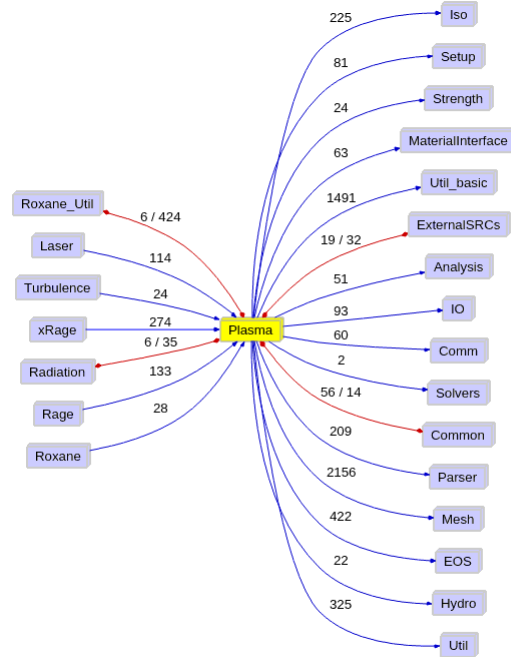 225
Iso
81
Setup
24
Strength
63
MaterialInterface
1491
Util_basic
Roxane_Util
6 / 424
19 / 32
ExternalSRCs
Laser
114
51
Analysis
Turbulence
24
93
IO
xRage
274
Plasma
60
Comm
6 / 35
Radiation
2
Solvers
133
56 / 14
Rage
28
209
Common
Roxane
2156
Parser
422
Mesh
22
EOS
325
Hydro
Util